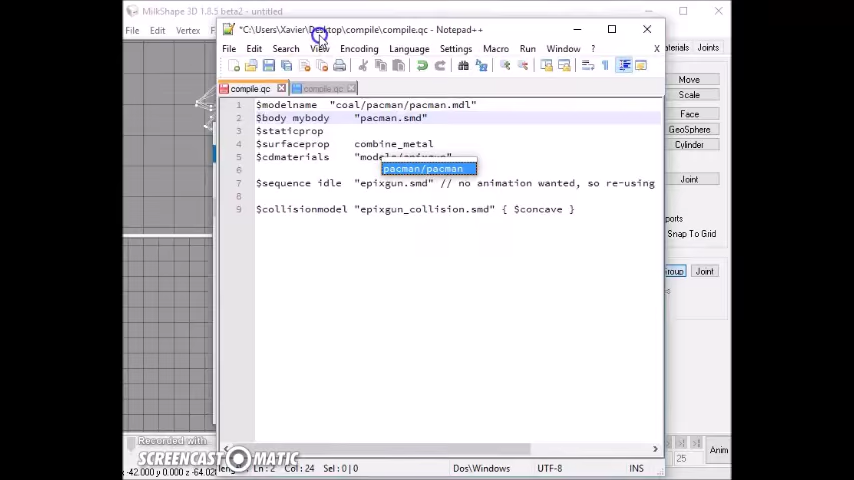 MilkShape 3D 1.8.5 beta2 - untitled
File Edit Vertex
*C:\Users\Xavier\Desktop\compile\compile.qc - Notepad++
File Edit Search View Encoding Language Settings Macro Run Window ? X
compile.qc compile.qc
1 $modelname "coal/pacman/pacman.mdl"
2 $body mybody "pacman.smd"
3 $staticprop
4 $surfaceprop combine_metal
5 $cdmaterials
pacman/pacman
6
7 $sequence idle "epixgun.smd" // no animation wanted, so re-using
8
9 $collisionmodel "epixgun_collision.smd" { $concave }
Ln : 2 Col : 24 Sel : 0 | 0 Dos\Windows UTF-8 INS
Joints
Move
Scale
Face
GeoSphere
Cylinder
Joint
Snap To Grid
Joint
Anim
25
Recorded with
SCREENCAST MATIC